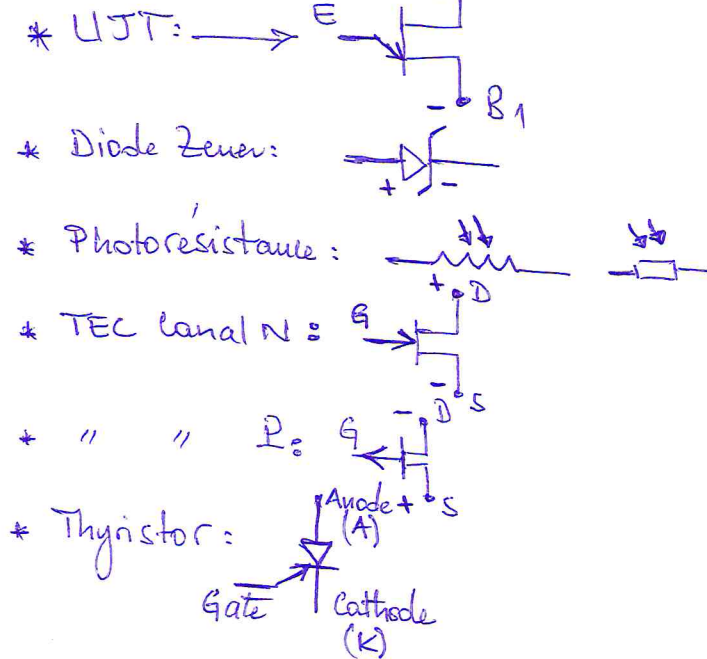 * UJT: E
- B1
* Diode Zener:
+ -
* Photorésistance:
* TEC Canal N: G + D
- S
* " " P: G - D
+ S
* Thyristor: Anode
(A)
Gate Cathode
(K)